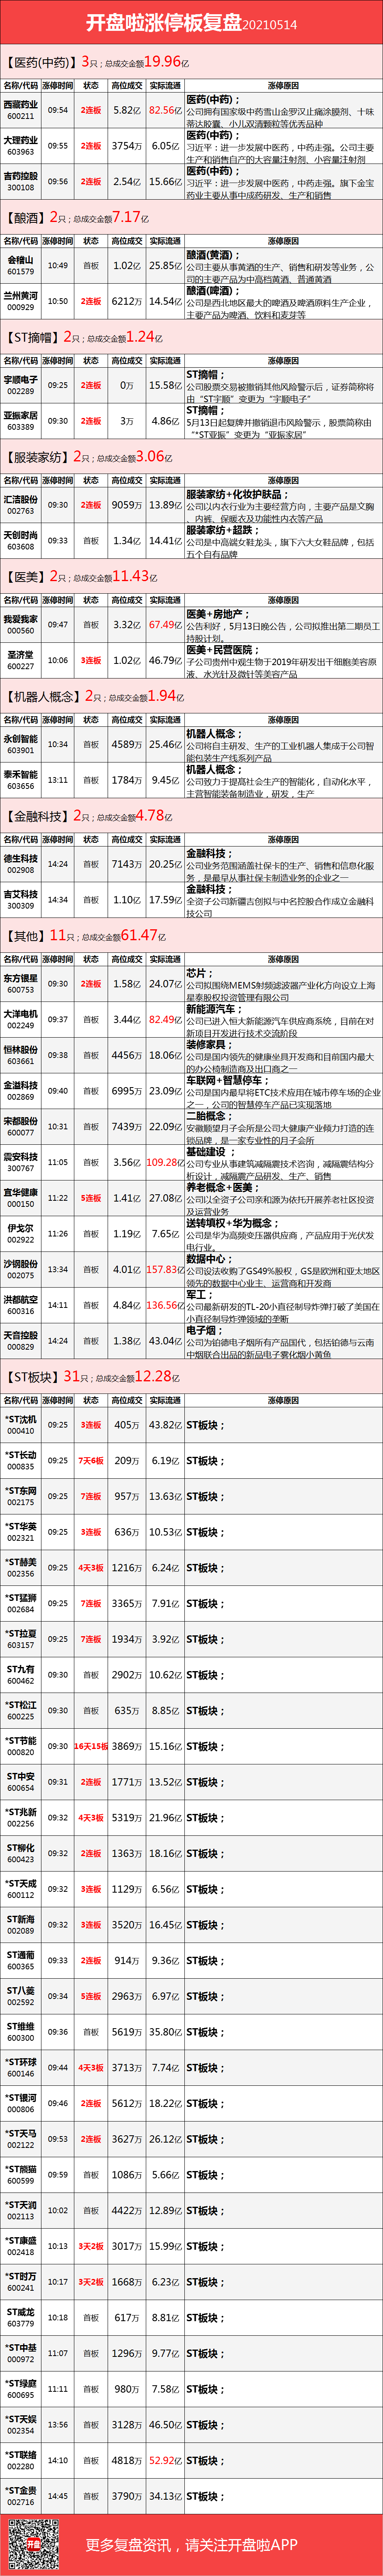 开盘啦涨停板复盘20210514
【医药(中药)】3只；总成交金额19.96亿
名称/代码 涨停时间 状态 高位成交 实际流通 涨停原因
西藏药业 600211 09:54 2连板 5.82亿 82.56亿 医药(中药)；
公司拥有国家级中药雪山金罗汉止痛涂膜剂、十味
蒂达胶囊、小儿双清颗粒等优秀品种
大理药业 603963 09:55 2连板 3754万 6.05亿 医药(中药)；
习近平：进一步发展中医药，中药走强。公司主要
生产和销售自产的大容量注射剂、小容量注射剂
吉药控股 300108 09:56 2连板 2.54亿 15.66亿 医药(中药)；
习近平：进一步发展中医药，中药走强。旗下金宝
药业主要从事中成药研发、生产和销售
【酿酒】2只；总成交金额7.17亿
名称/代码 涨停时间 状态 高位成交 实际流通 涨停原因
会稽山 601579 10:49 首板 1.02亿 25.85亿 酿酒(黄酒)；
公司主要从事黄酒的生产、销售和研发等业务，公
司的主要产品为中高档黄酒、普通黄酒
兰州黄河 000929 10:50 2连板 6212万 14.54亿 酿酒(啤酒)；
公司是西北地区最大的啤酒及啤酒原料生产企业，
主要产品为啤酒、饮料和麦芽等
【ST摘帽】2只；总成交金额1.24亿
名称/代码 涨停时间 状态 高位成交 实际流通 涨停原因
宇顺电子 002289 09:25 2连板 0万 15.58亿 ST摘帽；
公司股票交易被撤销其他风险警示后，证券简称将
由“ST宇顺”变更为“宇顺电子”
亚振家居 603389 09:30 2连板 3万 4.86亿 ST摘帽；
5月13日起复牌并撤销退市风险警示，股票简称由
“*ST亚振”变更为“亚振家居”
【服装家纺】2只；总成交金额3.06亿
名称/代码 涨停时间 状态 高位成交 实际流通 涨停原因
汇洁股份 002763 09:30 2连板 9059万 13.89亿 服装家纺+化妆护肤品；
公司以内衣行业为主要经营方向，主要产品是文胸
、内裤、保暖衣及功能性内衣等产品
天创时尚 603608 09:33 首板 1.34亿 14.41亿 服装家纺+超跌；
公司是中高端女鞋龙头，旗下六大女鞋品牌，包括
五个自有品牌
【医美】2只；总成交金额11.43亿
名称/代码 涨停时间 状态 高位成交 实际流通 涨停原因
我爱我家 000560 09:47 首板 3.32亿 67.49亿 医美+房地产；
公告利好，5月13日晚公告，公司拟推出第二期员工
持股计划。
圣济堂 600227 10:06 3连板 1.02亿 46.79亿 医美+民营医院；
子公司贵州中观生物于2019年研发出干细胞美容原
液、水光针及微针等美容产品
【机器人概念】2只；总成交金额1.94亿
名称/代码 涨停时间 状态 高位成交 实际流通 涨停原因
永创智能 603901 10:34 首板 4589万 25.46亿 机器人概念；
公司将自主研发、生产的工业机器人集成于公司智
能包装生产线系列产品
泰禾智能 603656 13:11 首板 1784万 9.45亿 机器人概念；
公司致力于提高社会生产的智能化，自动化水平，
主营智能装备制造业，研发，生产
【金融科技】2只；总成交金额4.78亿
名称/代码 涨停时间 状态 高位成交 实际流通 涨停原因
德生科技 002908 14:24 首板 7143万 20.25亿 金融科技；
公司业务范围涵盖社保卡的生产、销售和信息化服
务，是最早从事社保卡制造业务的企业之一
吉艾科技 300309 14:34 首板 1.10亿 17.59亿 金融科技；
全资子公司新疆吉创拟与中名控股合作成立金融科
技公司
【其他】11只；总成交金额61.47亿
名称/代码 涨停时间 状态 高位成交 实际流通 涨停原因
东方银星 600753 09:30 2连板 1.58亿 24.07亿 芯片；
公司拟围绕MEMS射频滤波器产业化方向设立上海
星泰股权投资管理有限公司
大洋电机 002249 09:37 首板 3.44亿 82.49亿 新能源汽车；
公司已进入恒大新能源汽车供应商系统，目前在对
新项目开发进行技术交流阶段
恒林股份 603661 09:38 首板 4456万 18.06亿 装修家具；
公司是国内领先的健康坐具开发商和目前国内最大
的办公椅制造商及出口商之一
金溢科技 002869 09:40 首板 6995万 23.09亿 车联网+智慧停车；
公司是国内最早将ETC技术应用在城市停车场的企业
之一，公司的智慧停车产品已实现落地
宋都股份 600077 10:31 首板 7439万 22.09亿 二胎概念；
安徽顺望月子会所是公司大健康产业倾力打造的连
锁品牌，是一家专业性的月子会所
震安科技 300767 11:05 首板 3.56亿 109.28亿 基础建设 ；
公司专业从事建筑减隔震技术咨询，减隔震结构分
析设计，减隔震产品研发、生产、销售
宜华健康 000150 11:22 5连板 1.41亿 27.08亿 养老概念+医美；
公司以全资子公司亲和源为依托开展养老社区投资
及运营业务
伊戈尔 002922 11:26 首板 1.19亿 7.65亿 送转填权+华为概念；
公司是华为高频变压器供应商，产品应用于光伏发
电行业。
沙钢股份 002075 13:34 首板 4.01亿 157.83亿 数据中心；
公司设法收购了GS49%股权，GS是欧洲和亚太地区
领先的数据中心业主、运营商和开发商
洪都航空 600316 14:11 首板 4.84亿 136.56亿 军工；
公司最新研发的TL-20小直径制导炸弹打破了美国在
小直径制导炸弹领域的垄断
天音控股 000829 14:24 首板 1.38亿 43.04亿 电子烟；
公司为铂德电子烟所有产品国代，包括铂德与云南
中烟联合出品的新品电子雾化烟小黄鱼
【ST板块】31只；总成交金额12.28亿
名称/代码 涨停时间 状态 高位成交 实际流通 涨停原因
*ST沈机 000410 09:25 3连板 405万 43.82亿 ST板块；
*ST长动 000835 09:25 7天6板 209万 6.19亿 ST板块；
*ST东网 002175 09:25 7连板 957万 13.63亿 ST板块；
*ST华英 002321 09:25 3连板 636万 10.53亿 ST板块；
*ST赫美 002356 09:25 4天3板 1216万 6.24亿 ST板块；
*ST猛狮 002684 09:25 7连板 3365万 7.91亿 ST板块；
*ST拉夏 603157 09:25 7连板 1934万 3.92亿 ST板块；
ST九有 600462 09:30 首板 2902万 10.62亿 ST板块；
*ST松江 600225 09:30 首板 635万 8.85亿 ST板块；
*ST节能 000820 09:30 16天15板 3869万 15.16亿 ST板块；
ST中安 600654 09:31 2连板 1771万 13.52亿 ST板块；
*ST兆新 002256 09:32 4天3板 5319万 21.96亿 ST板块；
ST柳化 600423 09:32 2连板 1363万 18.16亿 ST板块；
*ST天成 600112 09:32 3连板 1129万 6.56亿 ST板块；
ST新海 002089 09:32 3连板 3520万 16.45亿 ST板块；
ST通葡 600365 09:33 2连板 914万 9.36亿 ST板块；
ST八菱 002592 09:34 5连板 2963万 6.97亿 ST板块；
ST维维 600300 09:36 首板 5619万 35.80亿 ST板块；
*ST环球 600146 09:44 4天3板 3713万 7.74亿 ST板块；
*ST银河 000806 09:46 2连板 5612万 18.22亿 ST板块；
*ST天马 002122 09:53 2连板 3627万 26.12亿 ST板块；
*ST熊猫 600599 09:59 首板 1086万 5.66亿 ST板块；
*ST天润 002113 10:02 首板 4422万 12.89亿 ST板块；
*ST康盛 002418 10:13 3天2板 3017万 15.99亿 ST板块；
*ST时万 600241 10:17 3天2板 1668万 6.23亿 ST板块；
ST威龙 603779 10:18 首板 617万 8.81亿 ST板块；
*ST中基 000972 11:07 首板 1296万 9.77亿 ST板块；
*ST绿庭 600695 11:11 首板 980万 7.58亿 ST板块；
*ST天娱 002354 13:56 首板 3128万 46.50亿 ST板块；
*ST联络 002280 14:10 首板 4818万 52.92亿 ST板块；
*ST金贵 002716 14:45 首板 3790万 34.13亿 ST板块；
开盘
更多复盘资讯，请关注开盘啦APP